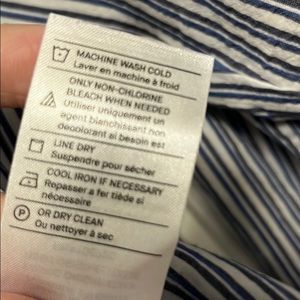 MACHINE WASH COLD
Laver en machine à froid
ONLY NON-CHLORINE
BLEACH WHEN NEEDED
Utiliser uniquement un
agent blanchissant non
décolorant si besoin est
LINE DRY
Suspendre pour sécher
COOL IRON IF NECESSARY
Repasser à fer tiède si
nécessaire
P
OR DRY CLEAN
Ou nettoyer à sec